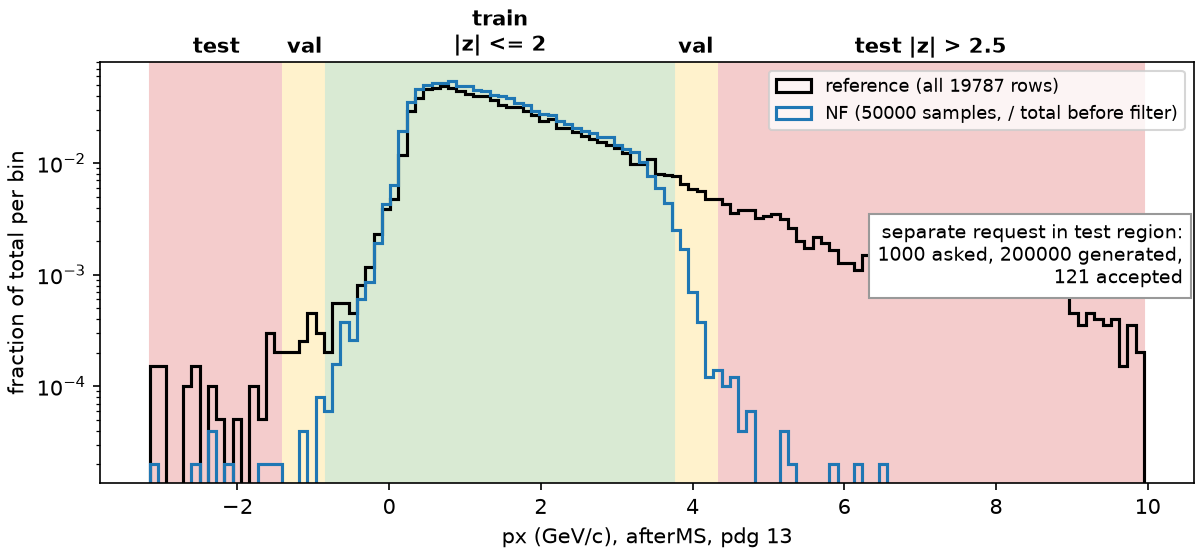 train
test val |z| <= 2 val test |z| > 2.5
reference (all 19787 rows)
NF (50000 samples, / total before filter)
separate request in test region:
1000 asked, 200000 generated,
121 accepted
fraction of total per bin
10⁻²
10⁻³
10⁻⁴
−2 0 2 4 6 8 10
px (GeV/c), afterMS, pdg 13